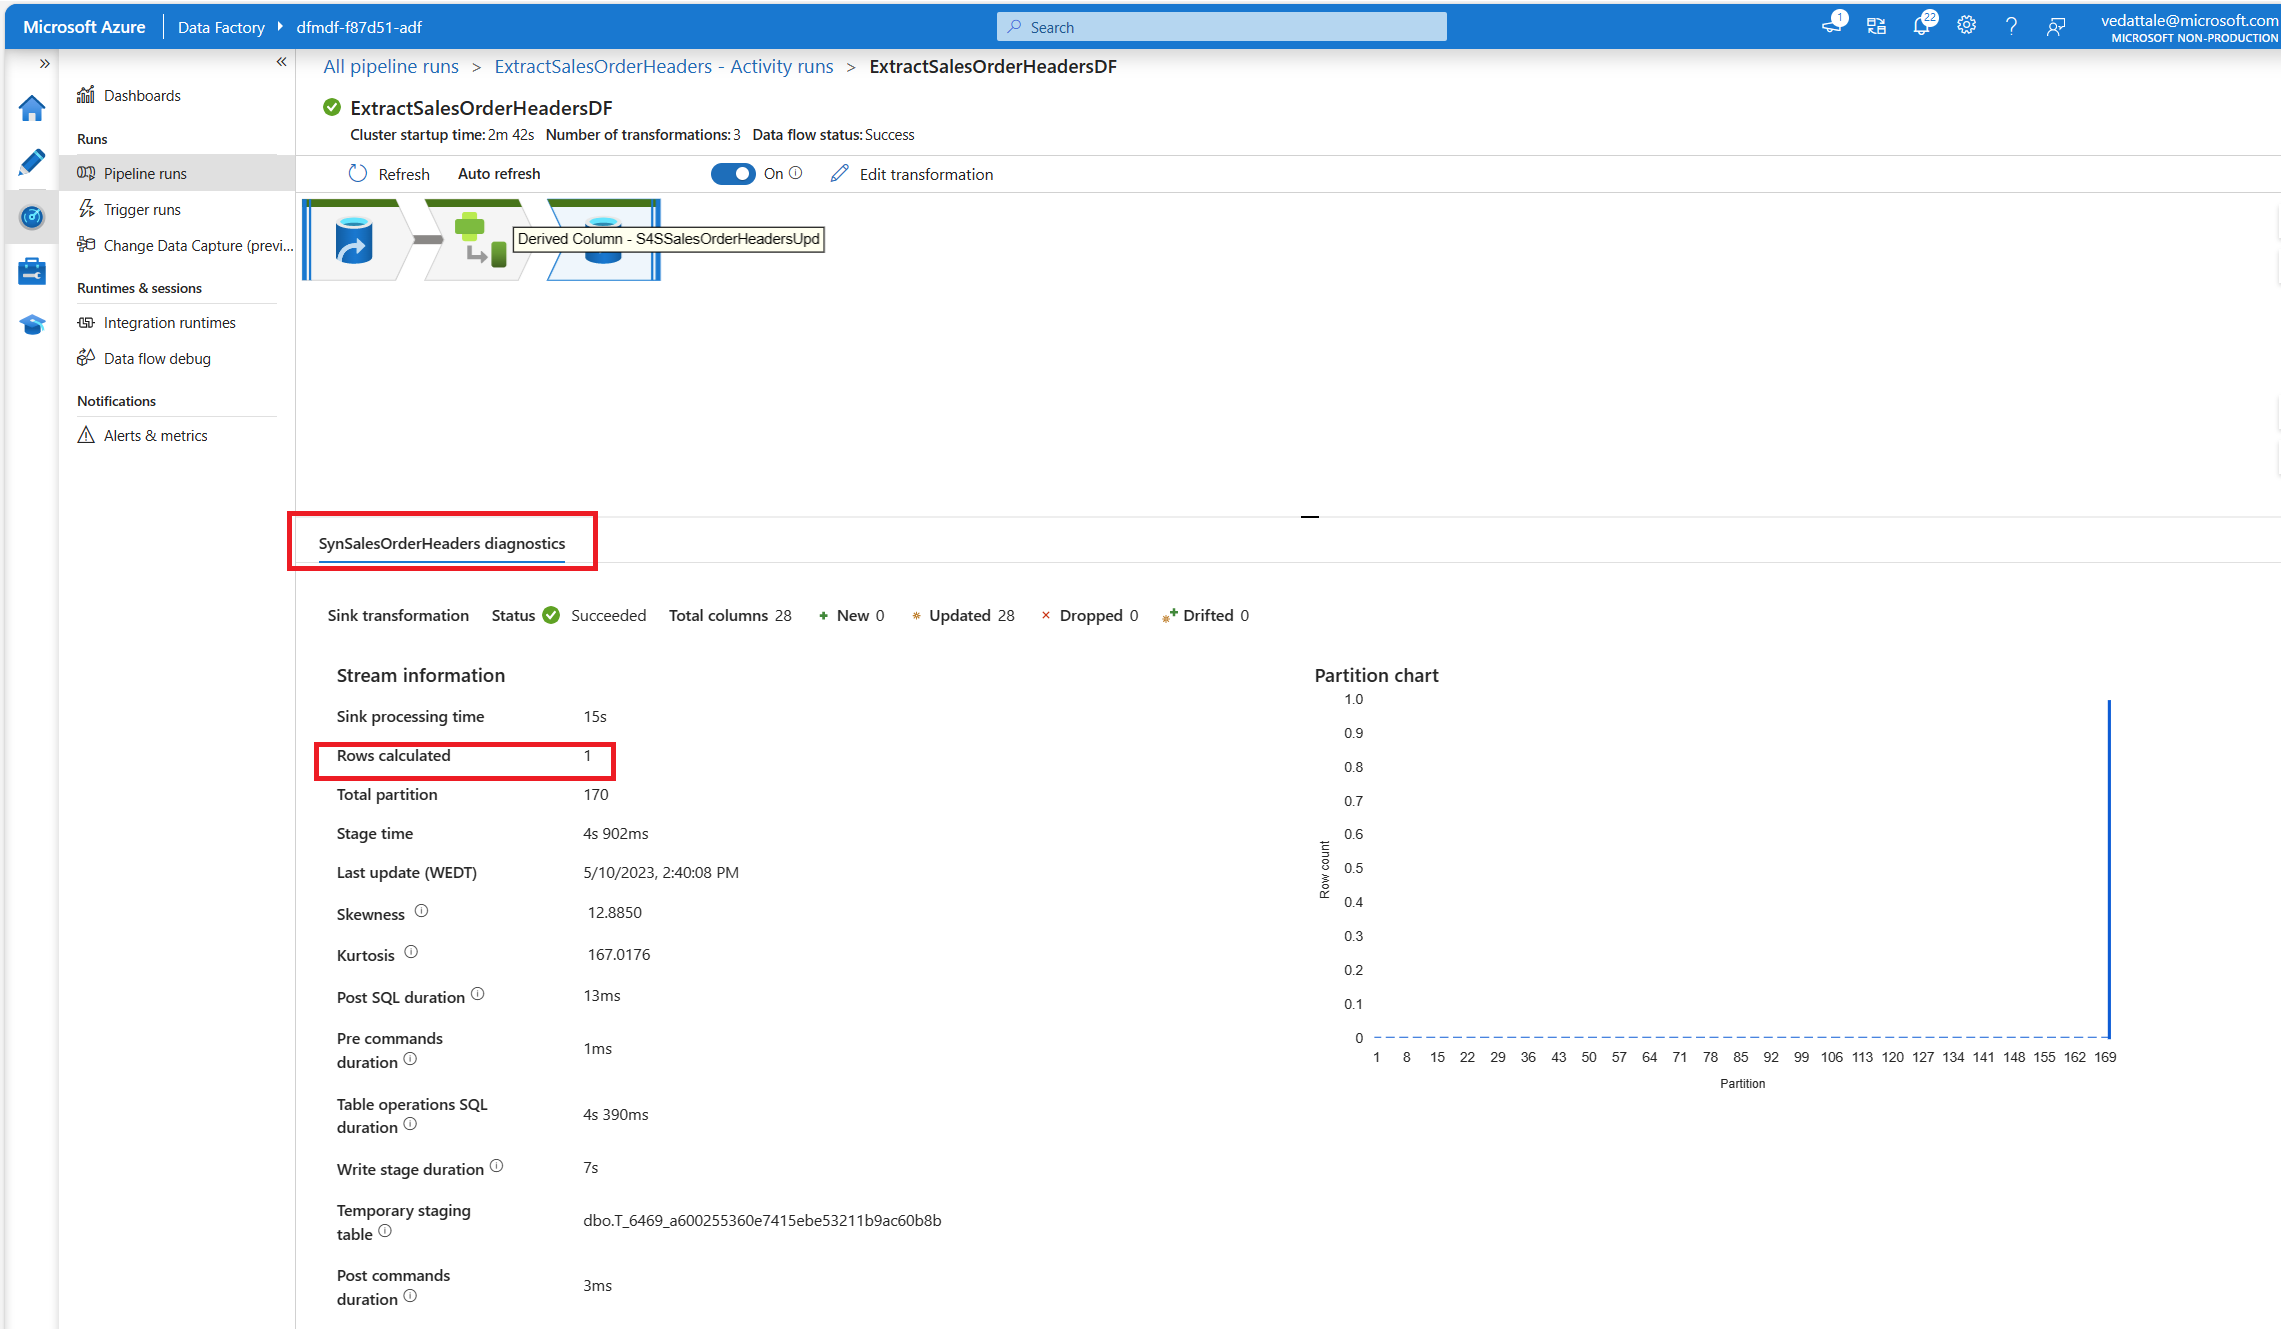 Microsoft Azure
Data Factory
dfmdf-f87d51-adf
Search
1
22
vedattale@microsoft.com
MICROSOFT NON-PRODUCTION
»
«
Dashboards
Runs
Pipeline runs
Trigger runs
Change Data Capture (previ...
Runtimes & sessions
Integration runtimes
Data flow debug
Notifications
Alerts & metrics
All pipeline runs > ExtractSalesOrderHeaders - Activity runs > ExtractSalesOrderHeadersDF
ExtractSalesOrderHeadersDF
Cluster startup time: 2m 42s Number of transformations: 3 Data flow status: Success
Refresh Auto refresh On Edit transformation
Derived Column - S4SSalesOrderHeadersUpd
SynSalesOrderHeaders diagnostics
Sink transformation Status Succeeded Total columns 28 New 0 Updated 28 Dropped 0 Drifted 0
Stream information
Sink processing time 15s
Rows calculated 1
Total partition 170
Stage time 4s 902ms
Last update (WEDT) 5/10/2023, 2:40:08 PM
Skewness 12.8850
Kurtosis 167.0176
Post SQL duration 13ms
Pre commands
duration 1ms
Table operations SQL
duration 4s 390ms
Write stage duration 7s
Temporary staging
table dbo.T_6469_a600255360e7415ebe53211b9ac60b8b
Post commands
duration 3ms
Partition chart
1.0
0.9
0.8
0.7
0.6
0.5
0.4
0.3
0.2
0.1
0
Row count
1 8 15 22 29 36 43 50 57 64 71 78 85 92 99 106 113 120 127 134 141 148 155 162 169
Partition